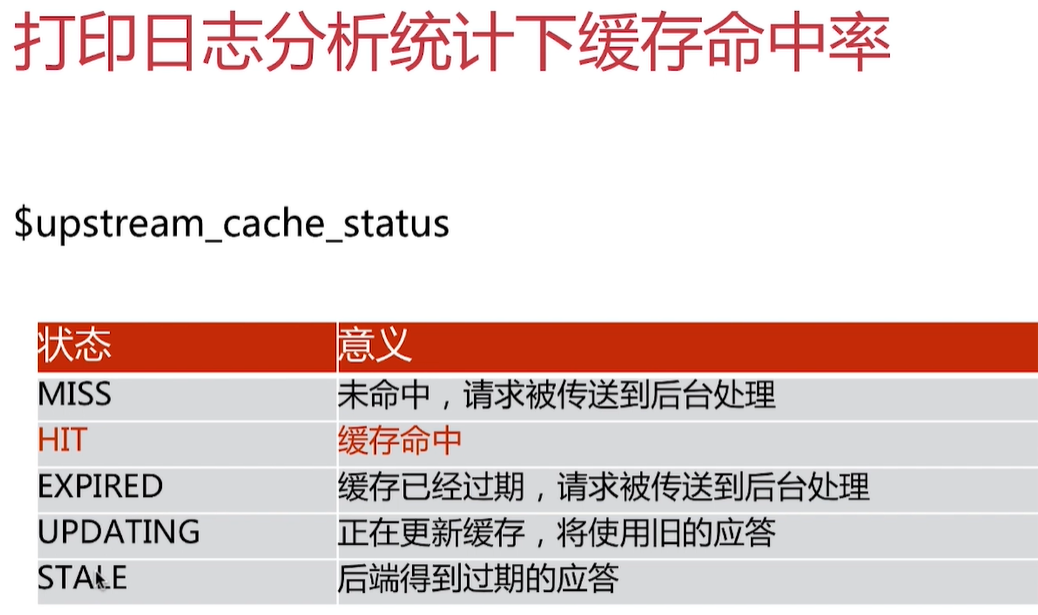 打印日志分析统计下缓存命中率
$upstream_cache_status
状态 意义
MISS 未命中，请求被传送到后台处理
HIT 缓存命中
EXPIRED 缓存已经过期，请求被传送到后台处理
UPDATING 正在更新缓存，将使用旧的应答
STALE 后端得到过期的应答